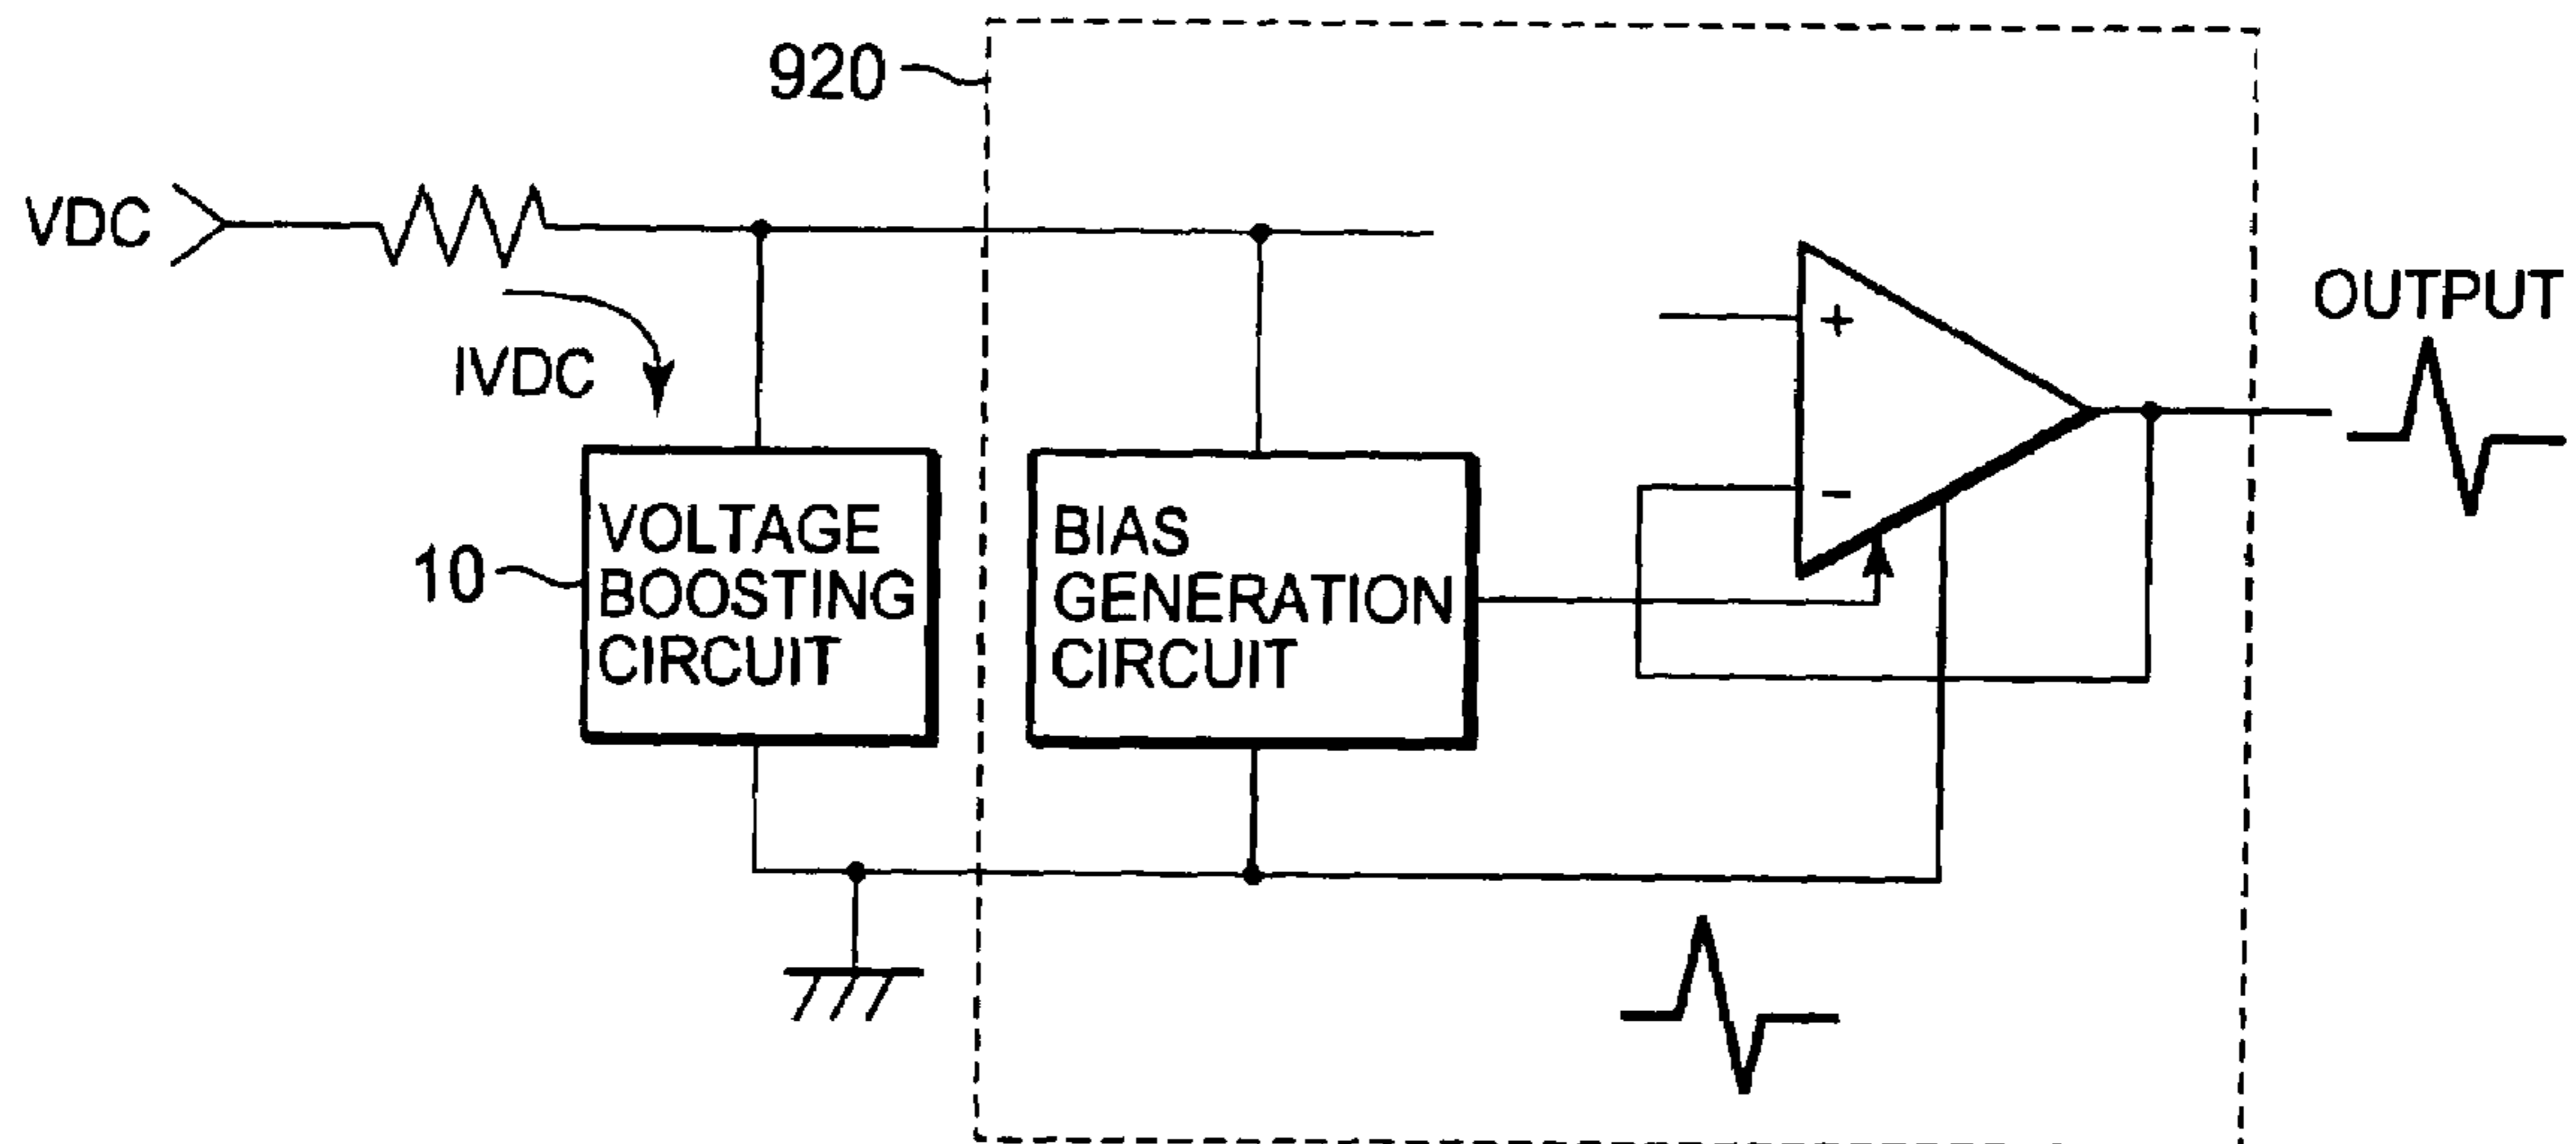 920
VDC
OUTPUT
+
IVDC
-
10
VOLTAGE
BOOSTING
CIRCUIT
BIAS
GENERATION
CIRCUIT